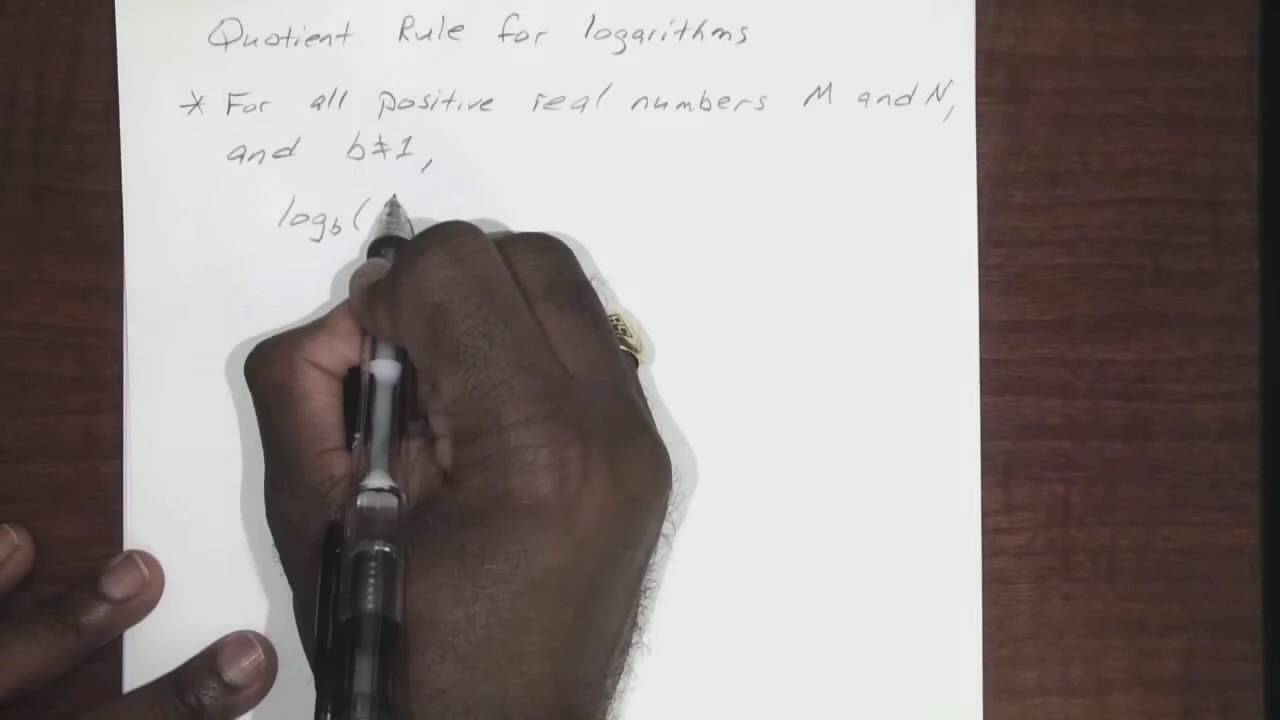 Quotient Rule for logarithms
* For all positive real numbers M and N,
and b≠1,
log_b(